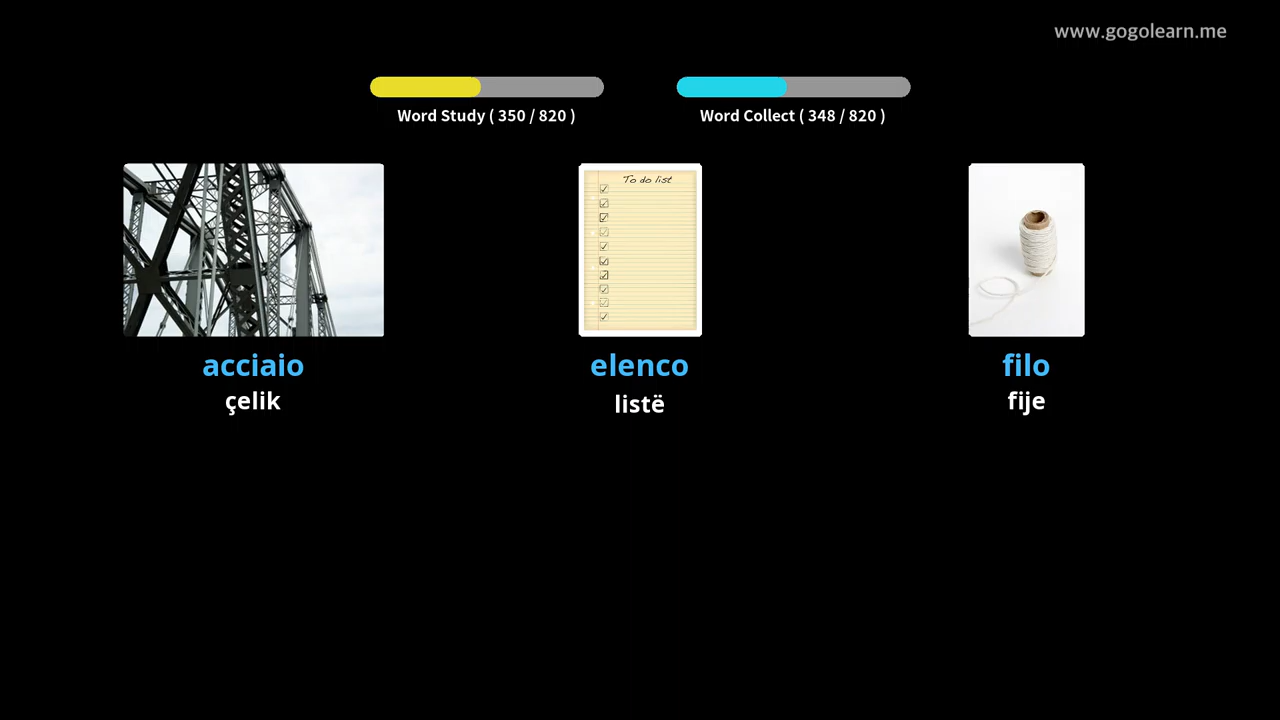 www.gogolearn.me
Word Study ( 350 / 820 )
Word Collect ( 348 / 820 )
To do list
acciaio
elenco
filo
çelik
listë
fije